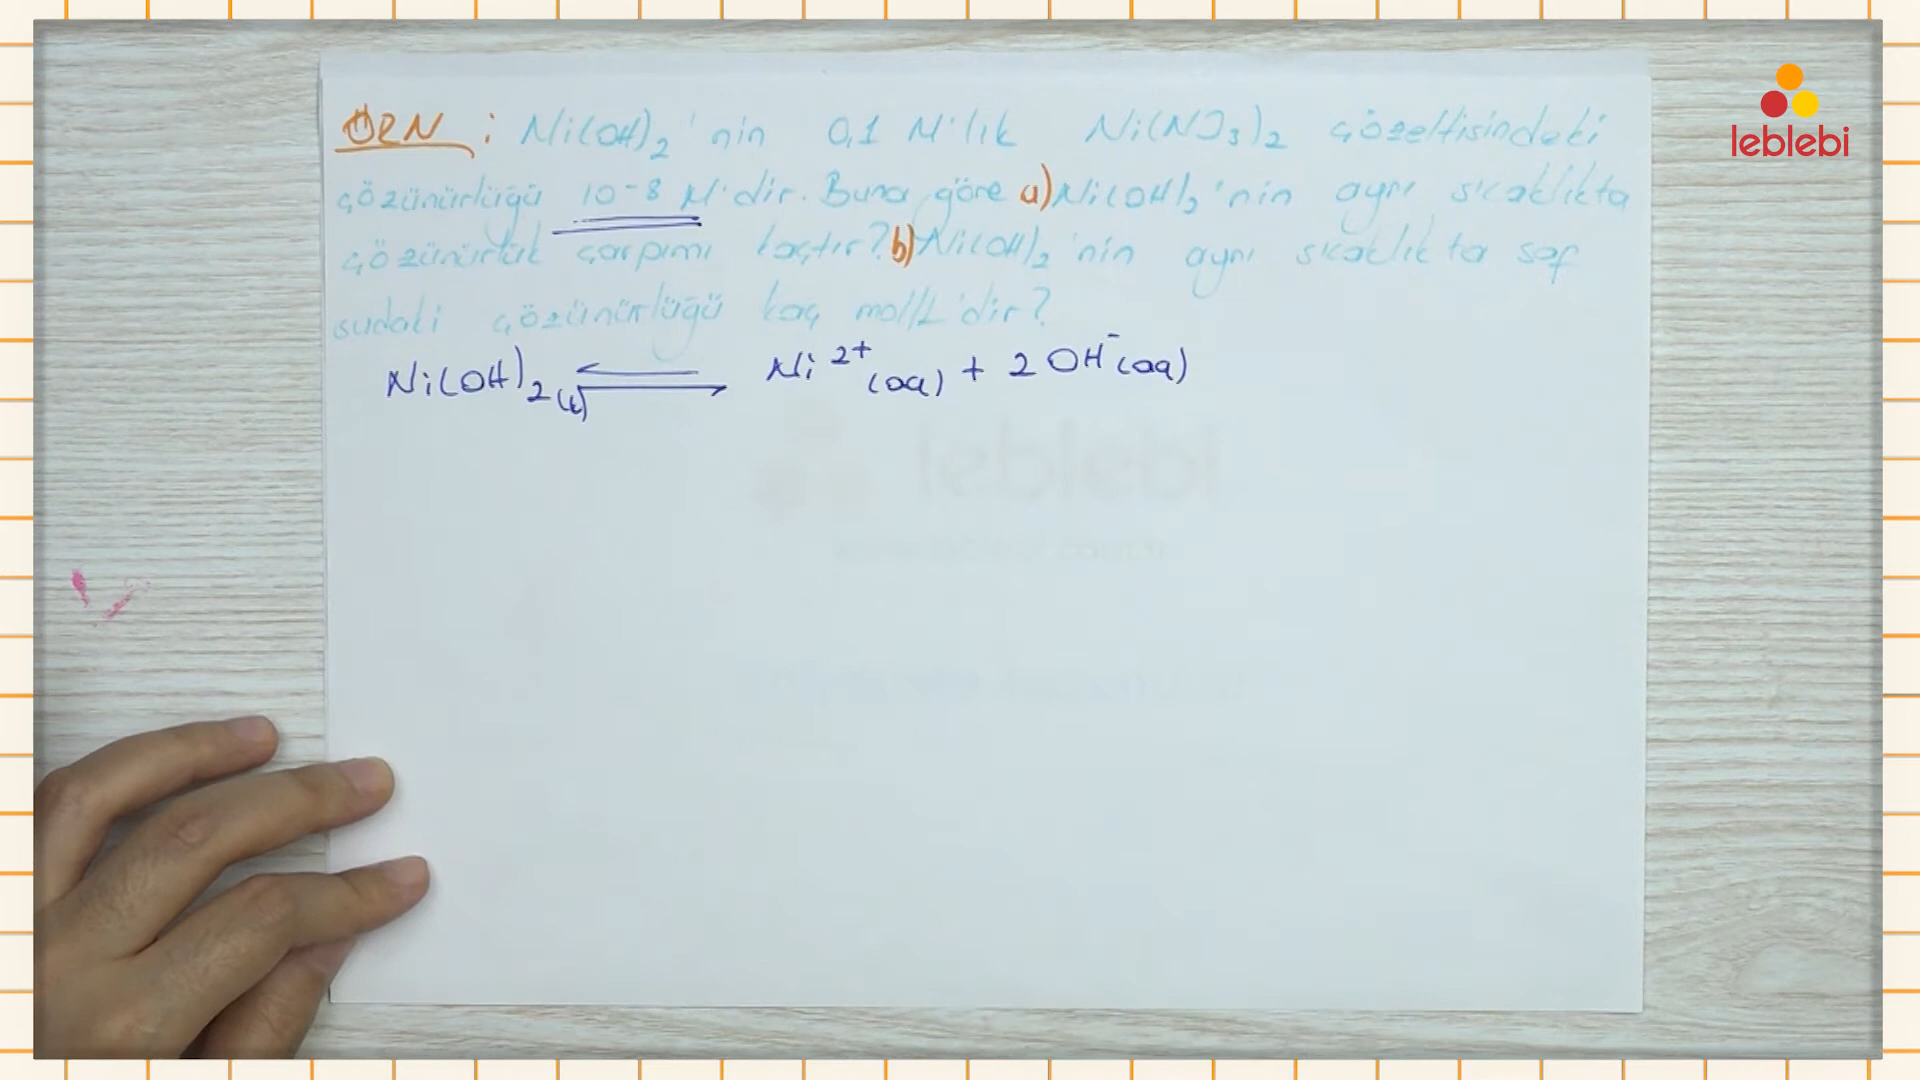 leblebi
ÖRN : Ni(OH)2'nin 0,1 M'lık Ni(NO3)2 çözeltisindeki
çözünürlüğü 10-8 M'dir. Buna göre a) Ni(OH)2'nin aynı sıcaklıkta
çözünürlük çarpımı kaçtır? b) Ni(OH)2'nin aynı sıcaklıkta saf
sudaki çözünürlüğü kaç mol/L'dir?
Ni(OH)2(k) ⇌ Ni2+(aq) + 2OH-(aq)